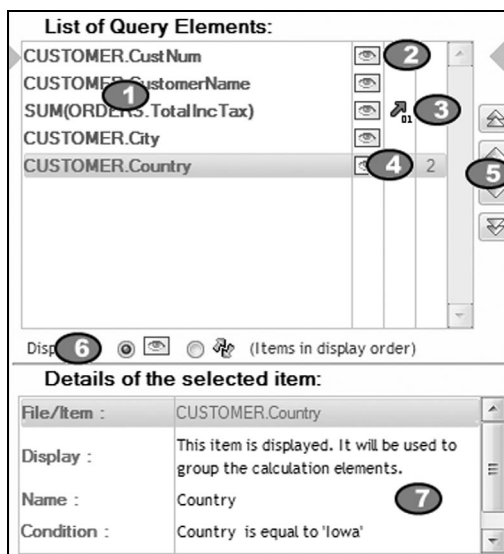 List of Query Elements:
CUSTOMER.CustNum 2
CUSTOMER.CustomerName
1
SUM(ORDERS.TotalIncTax) 01 3
CUSTOMER.City
CUSTOMER.Country 4 2
5
6 (Items in display order)
Details of the selected item:
File/Item : CUSTOMER.Country
Display : This item is displayed. It will be used to
group the calculation elements.
Name : Country 7
Condition : Country is equal to 'Iowa'